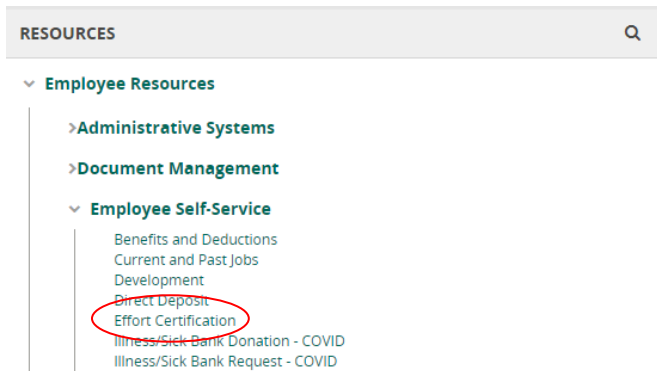 RESOURCES
Employee Resources
Administrative Systems
Document Management
Employee Self-Service
Benefits and Deductions
Current and Past Jobs
Development
Direct Deposit
Effort Certification
Illness/Sick Bank Donation - COVID
Illness/Sick Bank Request - COVID